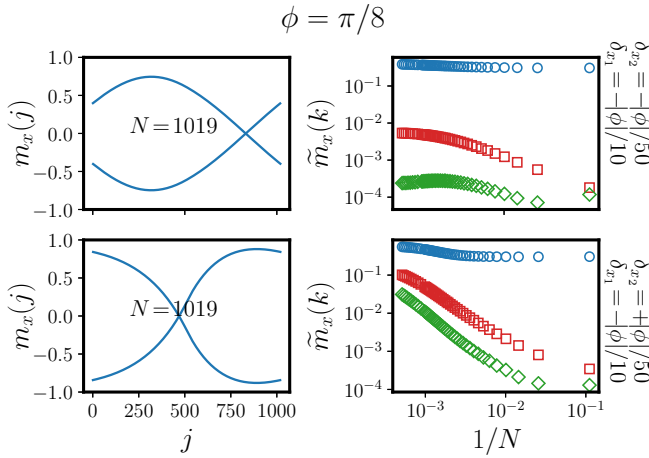 ϕ = π/8
1.0
0.5
0.0
−0.5
−1.0
m_x(j)
N = 1019
10^{-1}
10^{-2}
10^{-3}
10^{-4}
m̃_x(k)
δ_{x_2} = −|ϕ|/50
δ_{x_1} = −|ϕ|/10
1.0
0.5
0.0
−0.5
−1.0
m_x(j)
N = 1019
0
250
500
750
1000
j
10^{-1}
10^{-2}
10^{-3}
10^{-4}
m̃_x(k)
10^{-3}
10^{-2}
10^{-1}
1/N
δ_{x_2} = +|ϕ|/50
δ_{x_1} = −|ϕ|/10